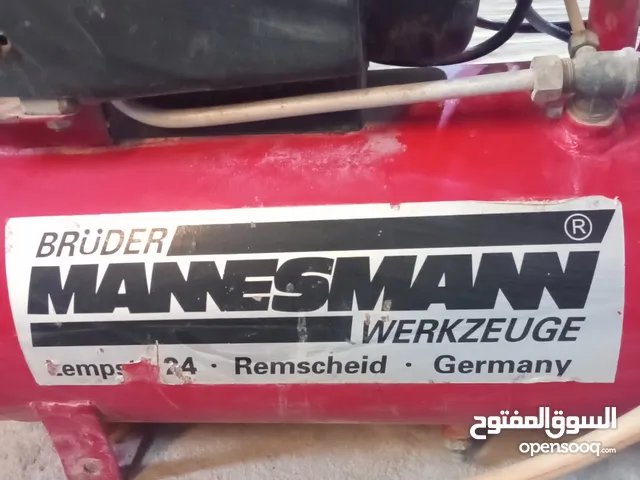 BRÜDER
®
MANNESMANN
WERKZEUGE
24 · Remscheid · Germany
السوق المفتوح
opensooq.com